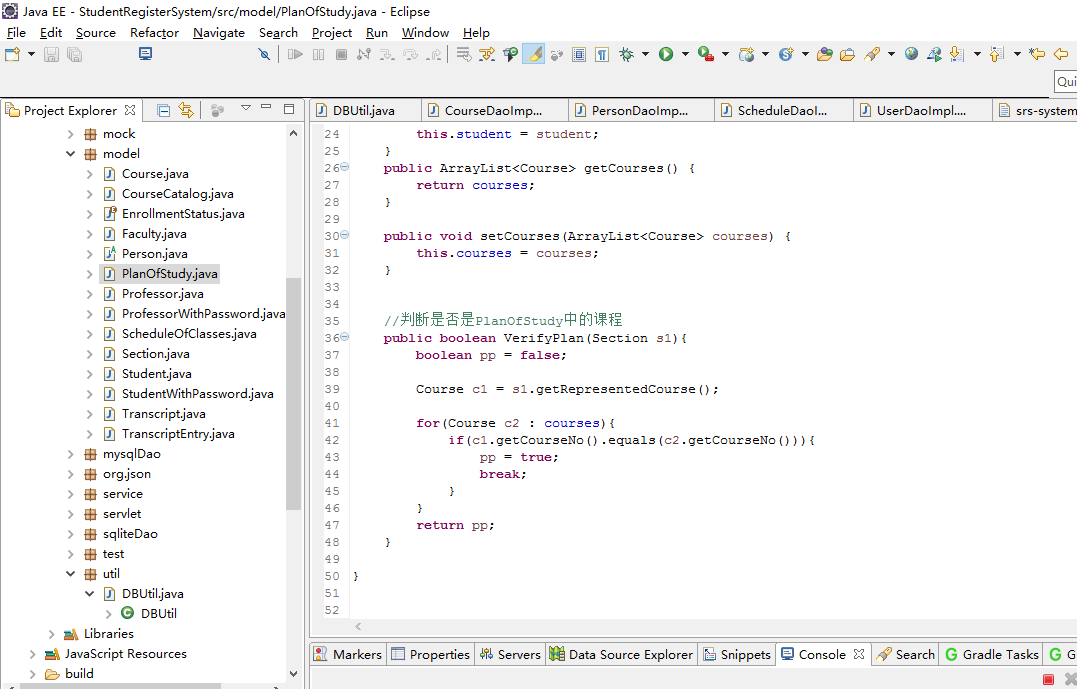 Java EE - StudentRegisterSystem/src/model/PlanOfStudy.java - Eclipse
File Edit Source Refactor Navigate Search Project Run Window Help
Qui
Project Explorer
DBUtil.java CourseDaoImp... PersonDaoImp... ScheduleDaoI... UserDaoImpl.... srs-system
mock
model
Course.java
CourseCatalog.java
EnrollmentStatus.java
Faculty.java
Person.java
PlanOfStudy.java
Professor.java
ProfessorWithPassword.java
ScheduleOfClasses.java
Section.java
Student.java
StudentWithPassword.java
Transcript.java
TranscriptEntry.java
mysqlDao
org.json
service
servlet
sqliteDao
test
util
DBUtil.java
DBUtil
Libraries
JavaScript Resources
build
24 this.student = student;
25 }
26 public ArrayList<Course> getCourses() {
27 return courses;
28 }
29
30 public void setCourses(ArrayList<Course> courses) {
31 this.courses = courses;
32 }
33
34
35 //判断是否是PlanOfStudy中的课程
36 public boolean VerifyPlan(Section s1){
37 boolean pp = false;
38
39 Course c1 = s1.getRepresentedCourse();
40
41 for(Course c2 : courses){
42 if(c1.getCourseNo().equals(c2.getCourseNo())){
43 pp = true;
44 break;
45 }
46 }
47 return pp;
48 }
49
50 }
51
52
Markers Properties Servers Data Source Explorer Snippets Console Search Gradle Tasks G